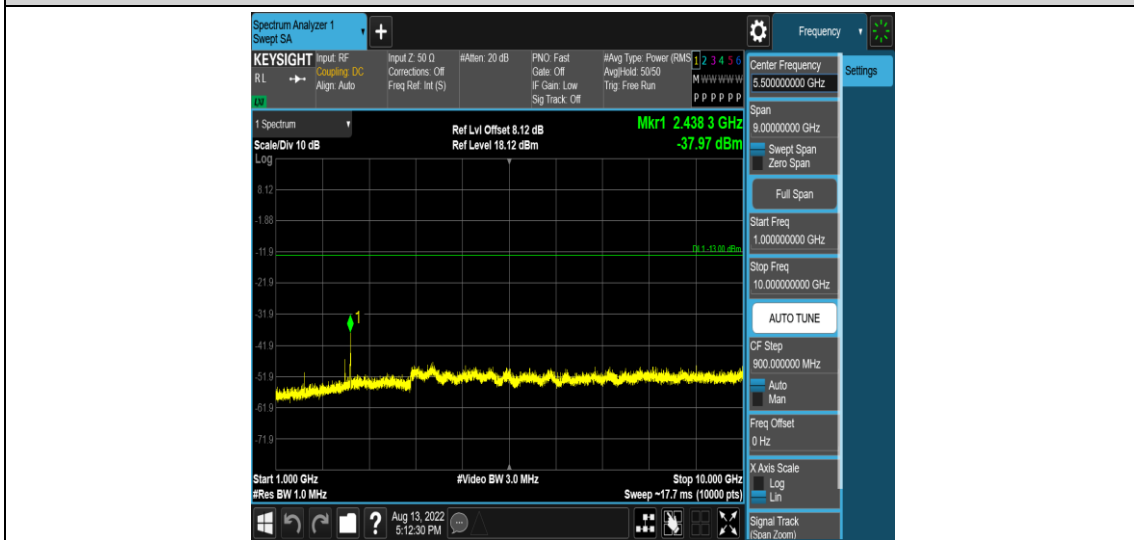 Spectrum Analyzer 1
Swept SA
+
Frequency
KEYSIGHT
RL
Input: RF
Coupling: DC
Align: Auto
Input Z: 50 Ω
Corrections: Off
Freq Ref: Int (S)
#Atten: 20 dB
PNO: Fast
Gate: Off
IF Gain: Low
Sig Track: Off
#Avg Type: Power (RMS
Avg|Hold: 50/50
Trig: Free Run
1 2 3 4 5 6
M W W W W W
P P P P P P
1 Spectrum
Scale/Div 10 dB
Log
Ref Lvl Offset 8.12 dB
Ref Level 18.12 dBm
Mkr1 2.438 3 GHz
-37.97 dBm
8.12
-1.88
-11.9
-21.9
-31.9
-41.9
-51.9
-61.9
-71.9
DL1 -13.00 dBm
1
Start 1.000 GHz
#Res BW 1.0 MHz
#Video BW 3.0 MHz
Stop 10.000 GHz
Sweep ~17.7 ms (10000 pts)
Center Frequency
5.500000000 GHz
Settings
Span
9.00000000 GHz
Swept Span
Zero Span
Full Span
Start Freq
1.000000000 GHz
Stop Freq
10.000000000 GHz
AUTO TUNE
CF Step
900.000000 MHz
Auto
Man
Freq Offset
0 Hz
X Axis Scale
Log
Lin
Signal Track
(Span Zoom)
?
Aug 13, 2022
5:12:30 PM